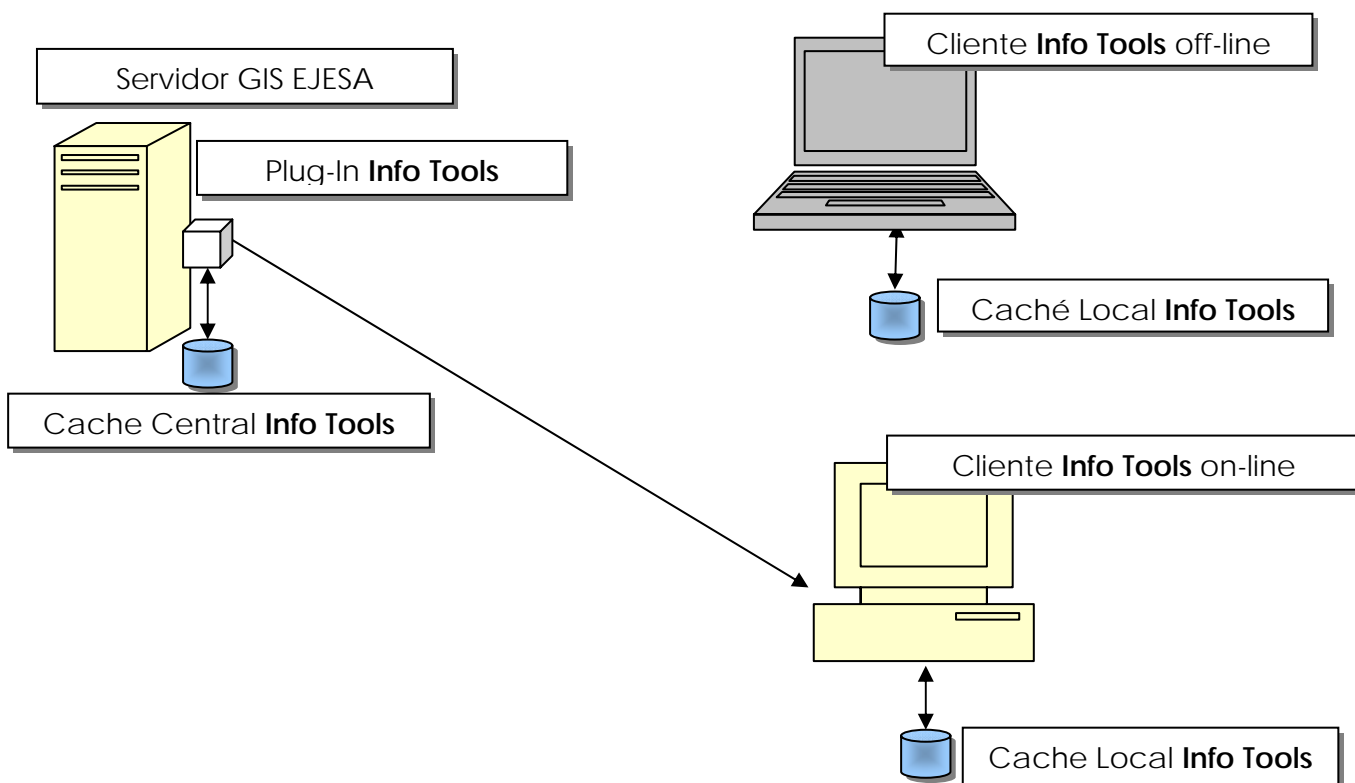 Servidor GIS EJESA
Plug-In Info Tools
Cache Central Info Tools
Cliente Info Tools off-line
Caché Local Info Tools
Cliente Info Tools on-line
Cache Local Info Tools